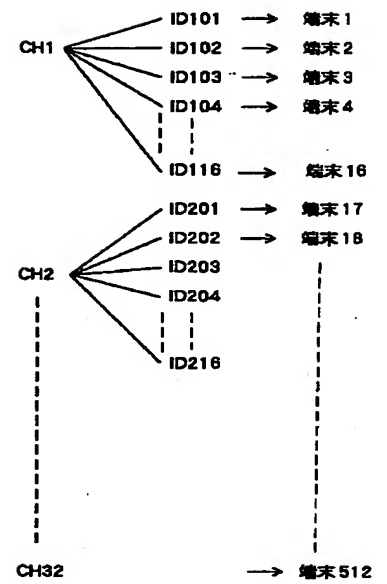 CH1
ID101 → 端末1
ID102 → 端末2
ID103 → 端末3
ID104 → 端末4
ID116 → 端末16
ID201 → 端末17
ID202 → 端末18
CH2
ID203
ID204
ID216
CH32 → 端末512